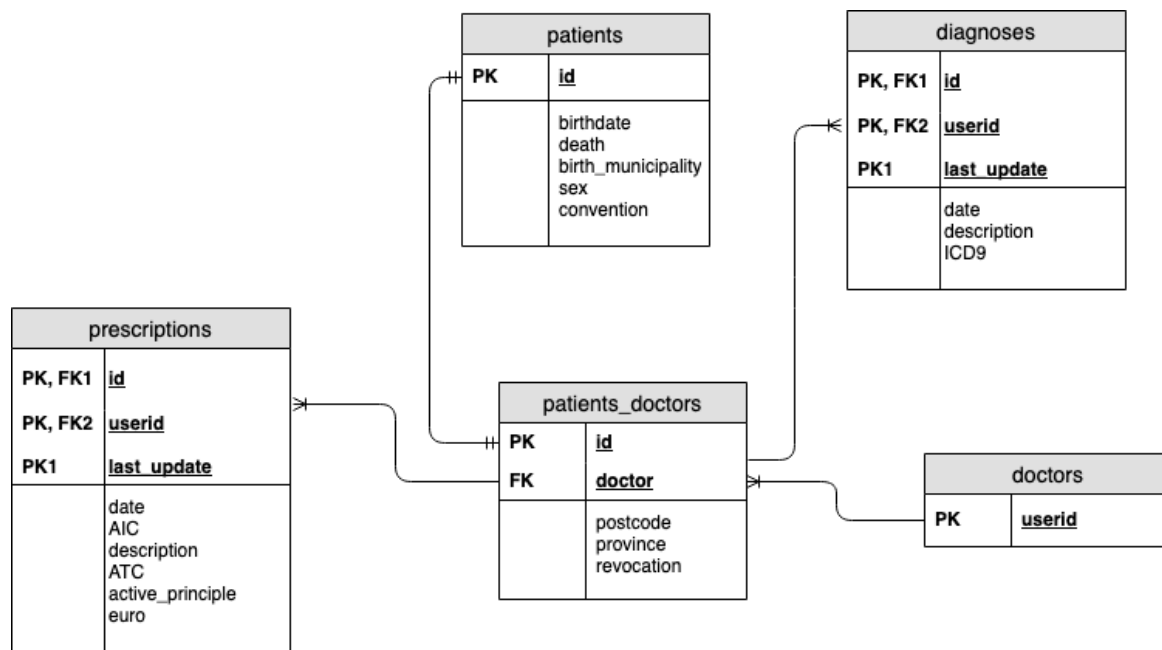 patients
PK id
birthdate
death
birth_municipality
sex
convention
diagnoses
PK, FK1 id
PK, FK2 userid
PK1 last_update
date
description
ICD9
prescriptions
PK, FK1 id
PK, FK2 userid
PK1 last_update
date
AIC
description
ATC
active_principle
euro
patients_doctors
PK id
FK doctor
postcode
province
revocation
doctors
PK userid